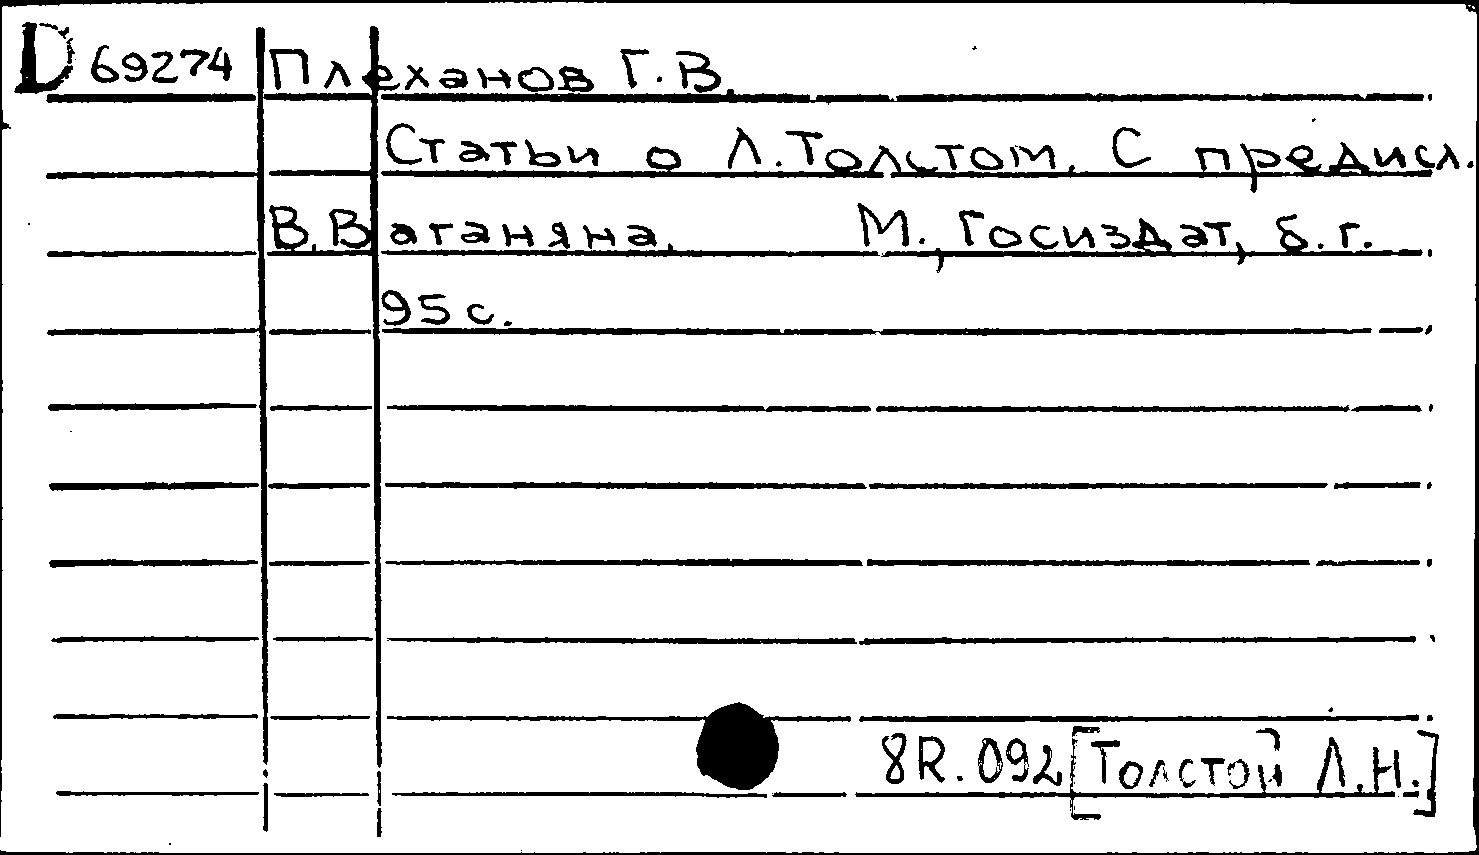 D 69274 Плеханов Г.В.
Статьи о Л.Толстом. С предисл.
В.Ваганяна. М., Госиздат, б.г.
95 с.
8R.092 [Толстой Л.Н.]